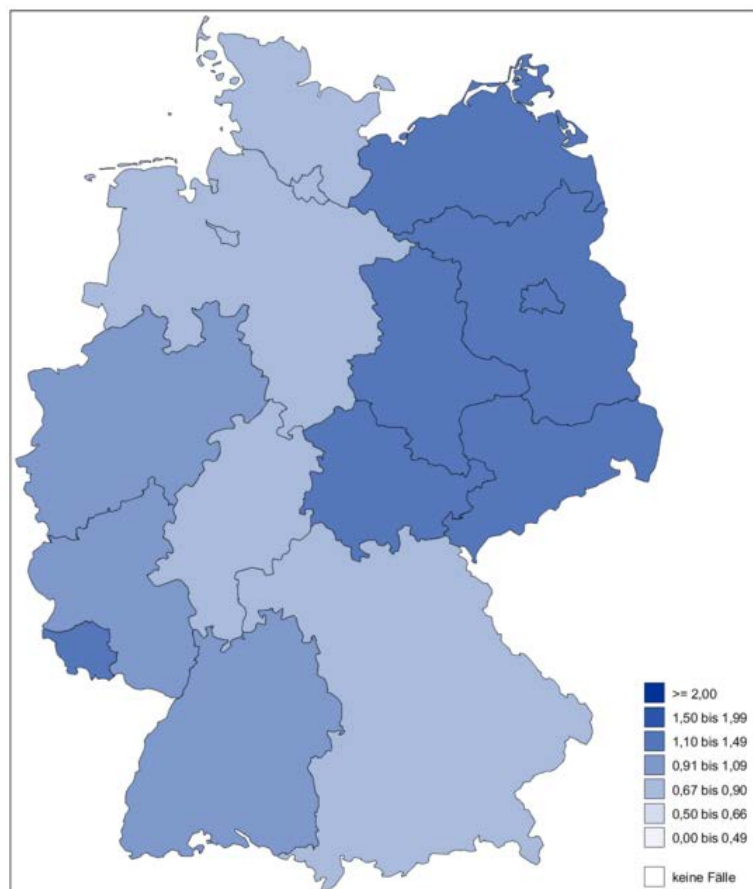 >= 2,00
1,50 bis 1,99
1,10 bis 1,49
0,91 bis 1,09
0,67 bis 0,90
0,50 bis 0,66
0,00 bis 0,49
keine Fälle